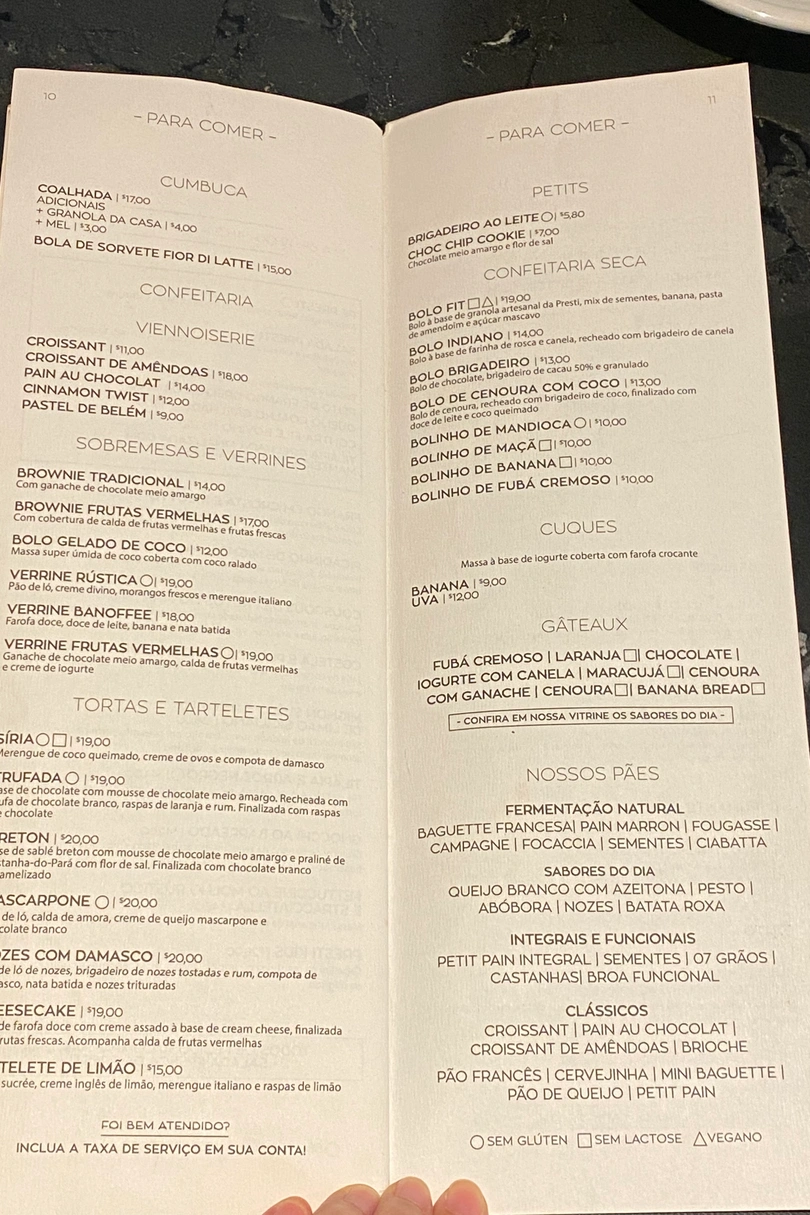 10
- PARA COMER -
CUMBUCA
COALHADA | $17,00
ADICIONAIS
+ GRANOLA DA CASA | $4,00
+ MEL | $3,00
BOLA DE SORVETE FIOR DI LATTE | $15,00
CONFEITARIA
VIENNOISERIE
CROISSANT | $11,00
CROISSANT DE AMÊNDOAS | $18,00
PAIN AU CHOCOLAT | $14,00
CINNAMON TWIST | $12,00
PASTEL DE BELÉM | $9,00
SOBREMESAS E VERRINES
BROWNIE TRADICIONAL | $14,00
Com ganache de chocolate meio amargo
BROWNIE FRUTAS VERMELHAS | $17,00
Com cobertura de calda de frutas vermelhas e frutas frescas
BOLO GELADO DE COCO | $12,00
Massa super úmida de coco coberta com coco ralado
VERRINE RÚSTICA ○| $19,00
Pão de ló, creme divino, morangos frescos e merengue italiano
VERRINE BANOFFEE | $18,00
Farofa doce, doce de leite, banana e nata batida
VERRINE FRUTAS VERMELHAS○| $19,00
Ganache de chocolate meio amargo, calda de frutas vermelhas
e creme de iogurte
TORTAS E TARTELETES
SÍRIA○□| $19,00
Merengue de coco queimado, creme de ovos e compota de damasco
TRUFADA ○ | $19,00
ase de chocolate com mousse de chocolate meio amargo. Recheada com
ufa de chocolate branco, raspas de laranja e rum. Finalizada com raspas
e chocolate
RETON | $20,00
se de sablé breton com mousse de chocolate meio amargo e praliné de
tanha-do-Pará com flor de sal. Finalizada com chocolate branco
amelizado
ASCARPONE ○ | $20,00
de ló, calda de amora, creme de queijo mascarpone e
colate branco
OZES COM DAMASCO | $20,00
de ló de nozes, brigadeiro de nozes tostadas e rum, compota de
asco, nata batida e nozes trituradas
EESECAKE | $19,00
de farofa doce com creme assado à base de cream cheese, finalizada
rutas frescas. Acompanha calda de frutas vermelhas
TELETE DE LIMÃO | $15,00
sucrée, creme Inglês de limão, merengue italiano e raspas de limão
FOI BEM ATENDIDO?
INCLUA A TAXA DE SERVIÇO EM SUA CONTA!
11
- PARA COMER -
PETITS
BRIGADEIRO AO LEITE○| $5,80
CHOC CHIP COOKIE | $7,00
Chocolate meio amargo e flor de sal
CONFEITARIA SECA
BOLO FIT□△| $19,00
Bolo à base de granola artesanal da Presti, mix de sementes, banana, pasta
de amendoim e açúcar mascavo
BOLO INDIANO | $14,00
Bolo à base de farinha de rosca e canela, recheado com brigadeiro de canela
BOLO BRIGADEIRO | $13,00
Bolo de chocolate, brigadeiro de cacau 50% e granulado
BOLO DE CENOURA COM COCO | $13,00
Bolo de cenoura, recheado com brigadeiro de coco, finalizado com
doce de leite e coco queimado
BOLINHO DE MANDIOCA ○| $10,00
BOLINHO DE MAÇÃ□| $10,00
BOLINHO DE BANANA□| $10,00
BOLINHO DE FUBÁ CREMOSO | $10,00
CUQUES
Massa à base de iogurte coberta com farofa crocante
BANANA | $9,00
UVA | $12,00
GÂTEAUX
FUBÁ CREMOSO | LARANJA□| CHOCOLATE |
IOGURTE COM CANELA | MARACUJÁ□| CENOURA
COM GANACHE | CENOURA□| BANANA BREAD□
- CONFIRA EM NOSSA VITRINE OS SABORES DO DIA -
NOSSOS PÃES
FERMENTAÇÃO NATURAL
BAGUETTE FRANCESA| PAIN MARRON | FOUGASSE |
CAMPAGNE | FOCACCIA | SEMENTES | CIABATTA
SABORES DO DIA
QUEIJO BRANCO COM AZEITONA | PESTO |
ABÓBORA | NOZES | BATATA ROXA
INTEGRAIS E FUNCIONAIS
PETIT PAIN INTEGRAL | SEMENTES | 07 GRÃOS |
CASTANHAS| BROA FUNCIONAL
CLÁSSICOS
CROISSANT | PAIN AU CHOCOLAT |
CROISSANT DE AMÊNDOAS | BRIOCHE
PÃO FRANCÊS | CERVEJINHA | MINI BAGUETTE |
PÃO DE QUEIJO | PETIT PAIN
○ SEM GLÚTEN □ SEM LACTOSE △VEGANO